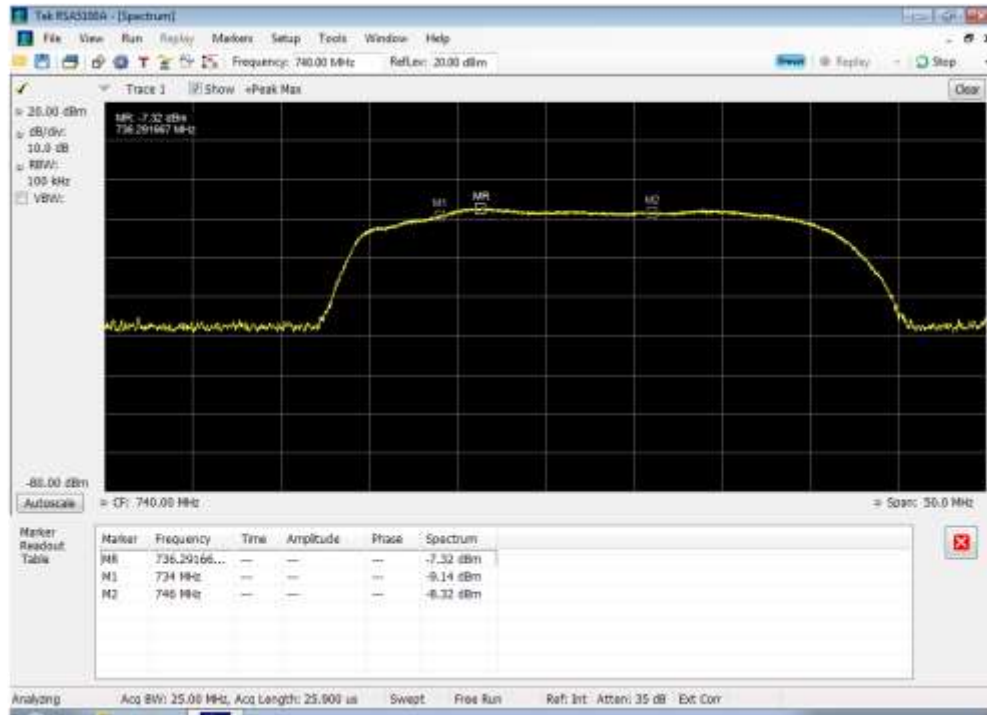 Tek RSA5100A - [Spectrum]
File View Run Replay Markers Setup Tools Window Help
Frequency: 740.00 MHz RefLev: 20.00 dBm Preset Replay Stop
Trace 1 Show +Peak Max Clear
20.00 dBm
dB/div:
10.0 dB
RBW:
100 kHz
VBW:
MR: -7.32 dBm
736.291667 MHz
M1 MR M2
-80.00 dBm
Autoscale CF: 740.00 MHz Span: 50.0 MHz
Marker Readout Table
Marker Frequency Time Amplitude Phase Spectrum
MR 736.29166... --- --- --- -7.32 dBm
M1 734 MHz --- --- --- -9.14 dBm
M2 746 MHz --- --- --- -8.32 dBm
Analyzing Acq BW: 25.00 MHz, Acq Length: 25.900 us Swept Free Run Ref: Int Atten: 35 dB Ext Corr